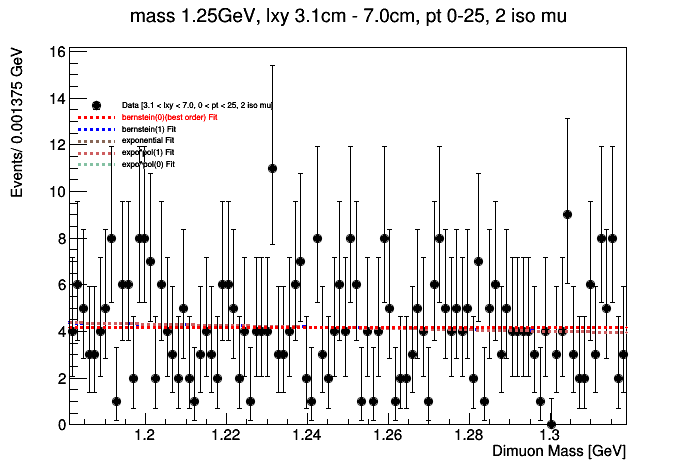 mass 1.25GeV, lxy 3.1cm - 7.0cm, pt 0-25, 2 iso mu
Events/ 0.001375 GeV
16
14
12
10
8
6
4
2
0
Data [3.1 < lxy < 7.0, 0 < pt < 25, 2 iso mu]
bernstein(0)(best order) Fit
bernstein(1) Fit
exponential Fit
expo*pol(1) Fit
expo*pol(0) Fit
1.2 1.22 1.24 1.26 1.28 1.3
Dimuon Mass [GeV]